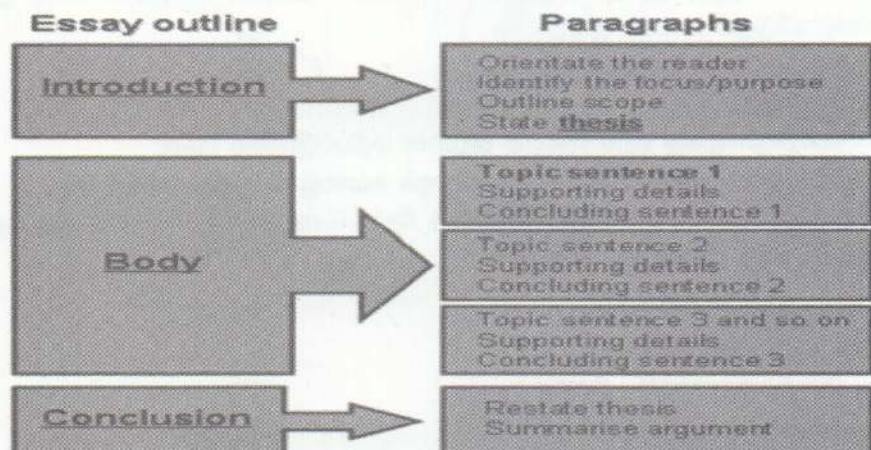 Essay outline
Paragraphs
Introduction
Orientate the reader
Identify the focus/purpose
Outline scope
State thesis
Body
Topic sentence 1
Supporting details
Concluding sentence 1
Topic sentence 2
Supporting details
Concluding sentence 2
Topic sentence 3 and so on
Supporting details
Concluding sentence 3
Conclusion
Restate thesis
Summarise argument